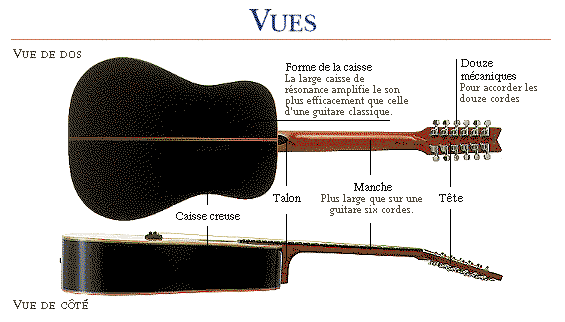 VUES
VUE DE DOS
Forme de la caisse
La large caisse de
résonance amplifie le son
plus efficacement que celle
d'une guitare classique.
Douze
mécaniques
Pour accorder les
douze cordes
Caisse creuse
Talon
Manche
Plus large que sur une
guitare six cordes.
Tête
VUE DE CÔTÉ